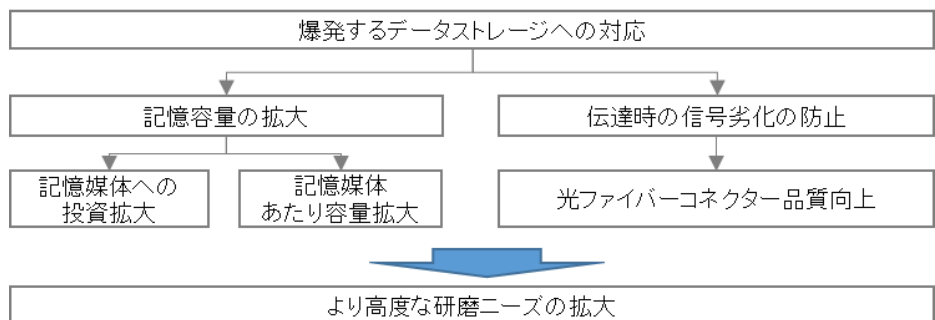 爆発するデータストレージへの対応
記憶容量の拡大
伝達時の信号劣化の防止
記憶媒体への
投資拡大
記憶媒体
あたり容量拡大
光ファイバーコネクター品質向上
より高度な研磨ニーズの拡大